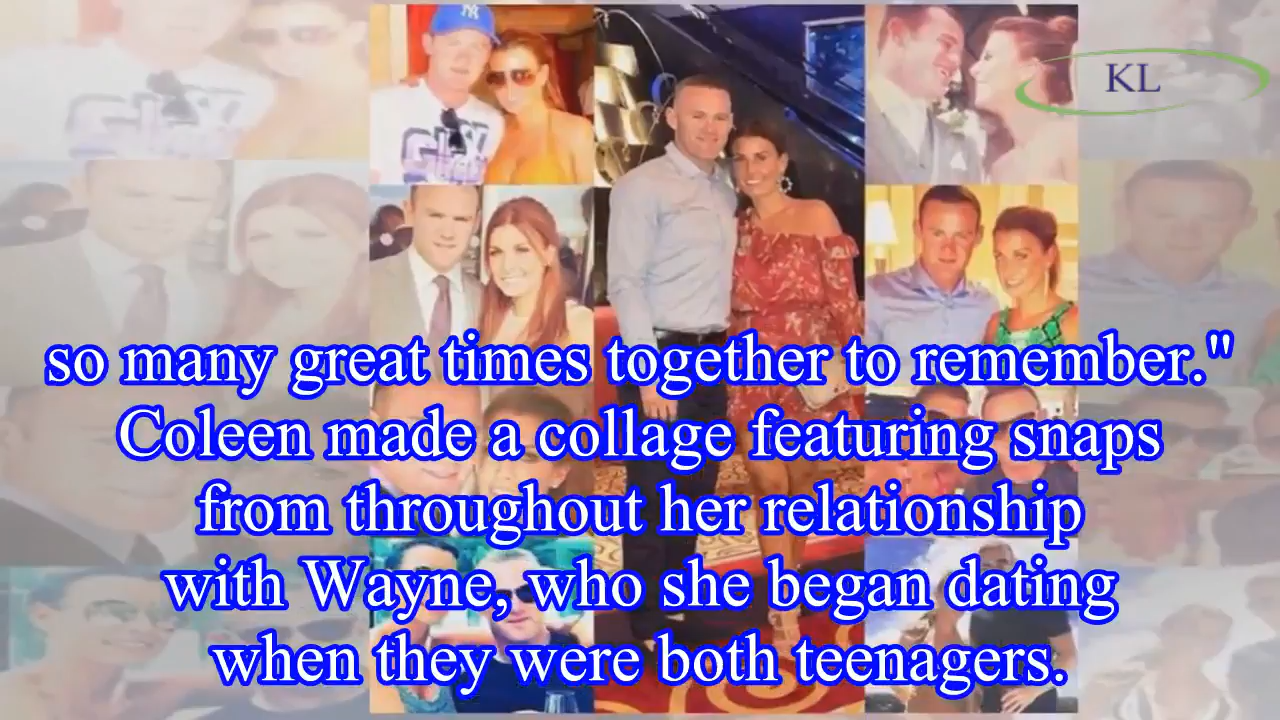 KL
so many great times together to remember."
Coleen made a collage featuring snaps
from throughout her relationship
with Wayne, who she began dating
when they were both teenagers.